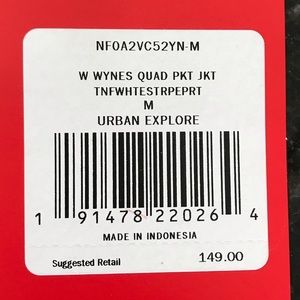 NF0A2VC52YN-M
W WYNES QUAD PKT JKT
TNFWHTESTRPEPRT
M
URBAN EXPLORE
1 91478 22026 4
MADE IN INDONESIA
Suggested Retail 149.00